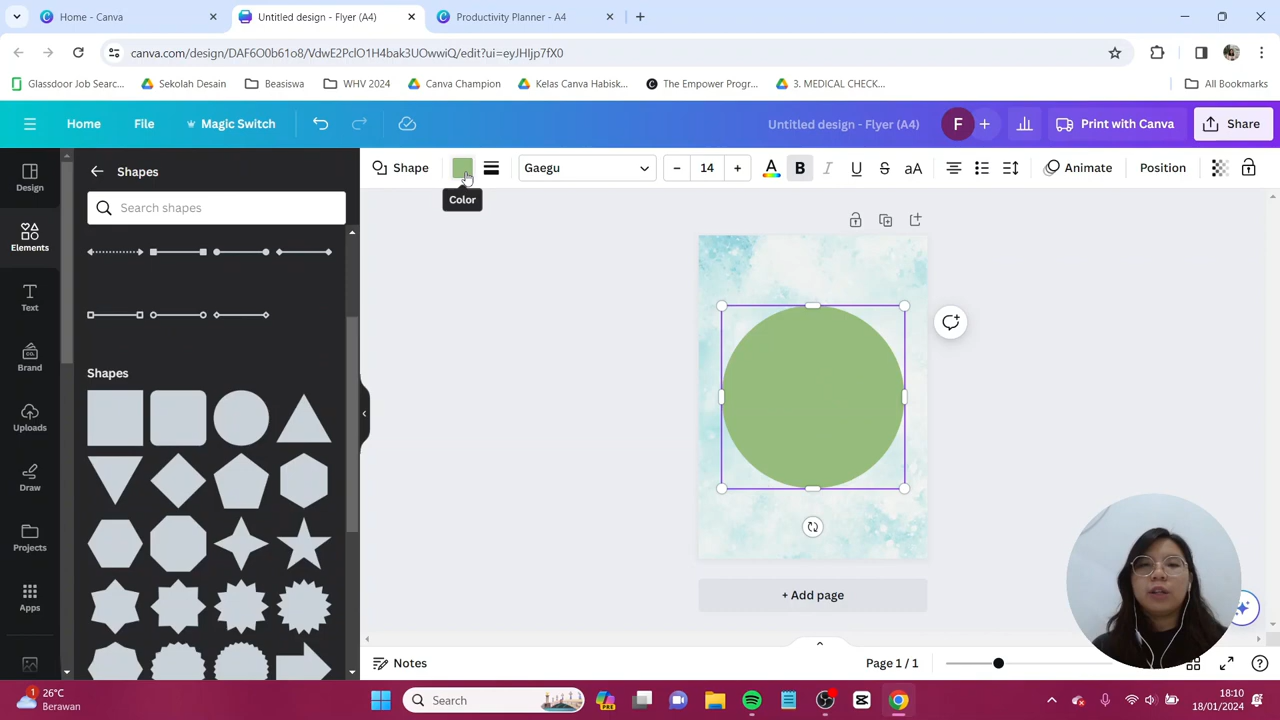 Home - Canva
Untitled design - Flyer (A4)
Productivity Planner - A4
canva.com/design/DAF6O0b61o8/VdwE2PclO1H4bak3UOwwiQ/edit?ui=eyJHIjp7fX0
Glassdoor Job Searc...
Sekolah Desain
Beasiswa
WHV 2024
Canva Champion
Kelas Canva Habisk...
The Empower Progr...
3. MEDICAL CHECK...
All Bookmarks
Home
File
Magic Switch
Untitled design - Flyer (A4)
F
Print with Canva
Share
Design
Elements
Text
Brand
Uploads
Draw
Projects
Apps
Shapes
Search shapes
Shapes
Shape
Color
Gaegu
14
A
B
I
U
S
aA
Animate
Position
+ Add page
Notes
Page 1 / 1
26°C
Berawan
Search
18:10
18/01/2024